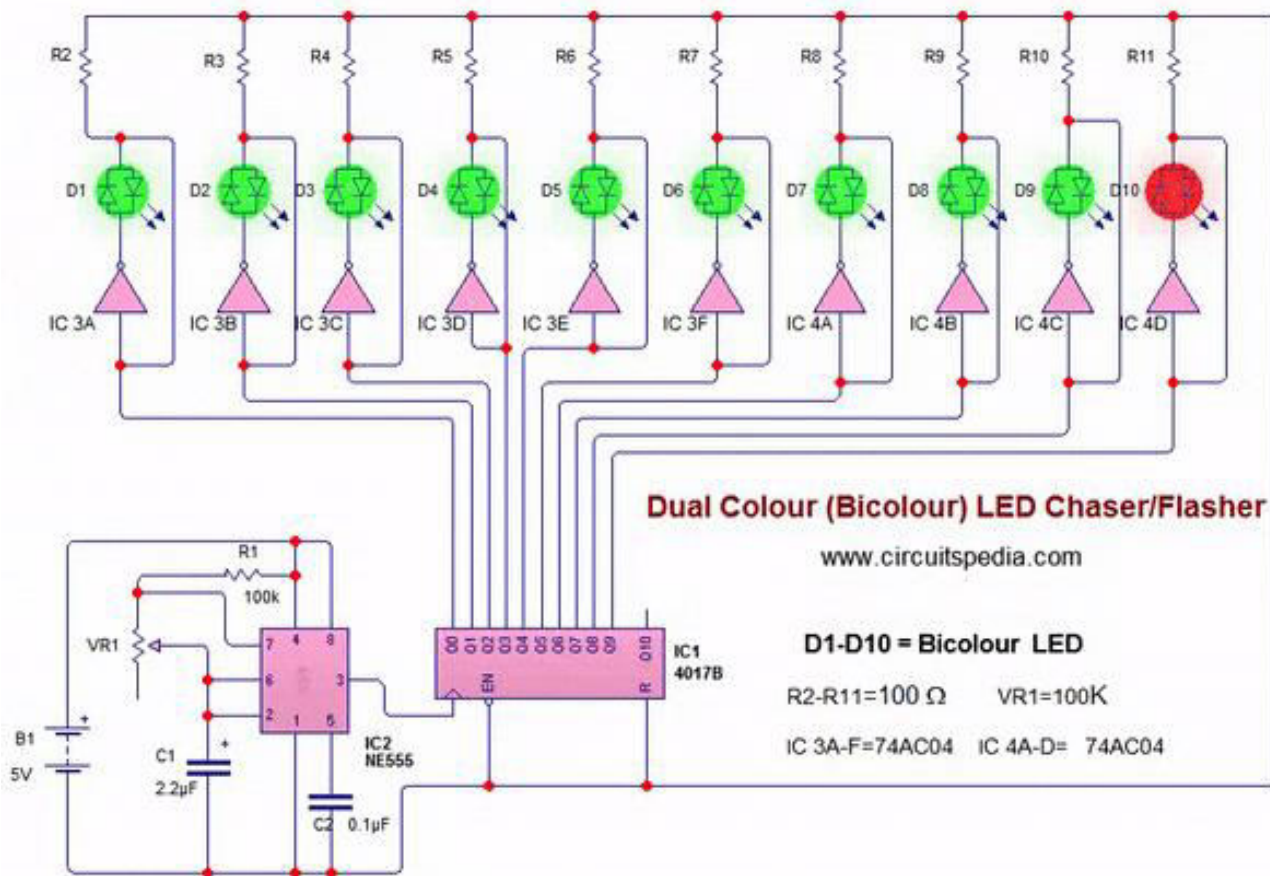 R2 R3 R4 R5 R6 R7 R8 R9 R10 R11
D1 D2 D3 D4 D5 D6 D7 D8 D9 D10
IC 3A IC 3B IC 3C IC 3D IC 3E IC 3F IC 4A IC 4B IC 4C IC 4D
Dual Colour (Bicolour) LED Chaser/Flasher
www.circuitspedia.com
R1
100k
VR1
4 8
7
6 3
2
1 5
IC2
NE555
C1
2.2µF
C2 0.1µF
B1
5V
+
+
O0 O1 O2 O3 O4 O5 O6 O7 O8 O9 O10
EN R
IC1
4017B
D1-D10 = Bicolour LED
R2-R11=100 Ω VR1=100K
IC 3A-F=74AC04 IC 4A-D= 74AC04